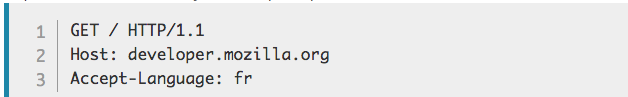 1 GET / HTTP/1.1
2 Host: developer.mozilla.org
3 Accept-Language: fr